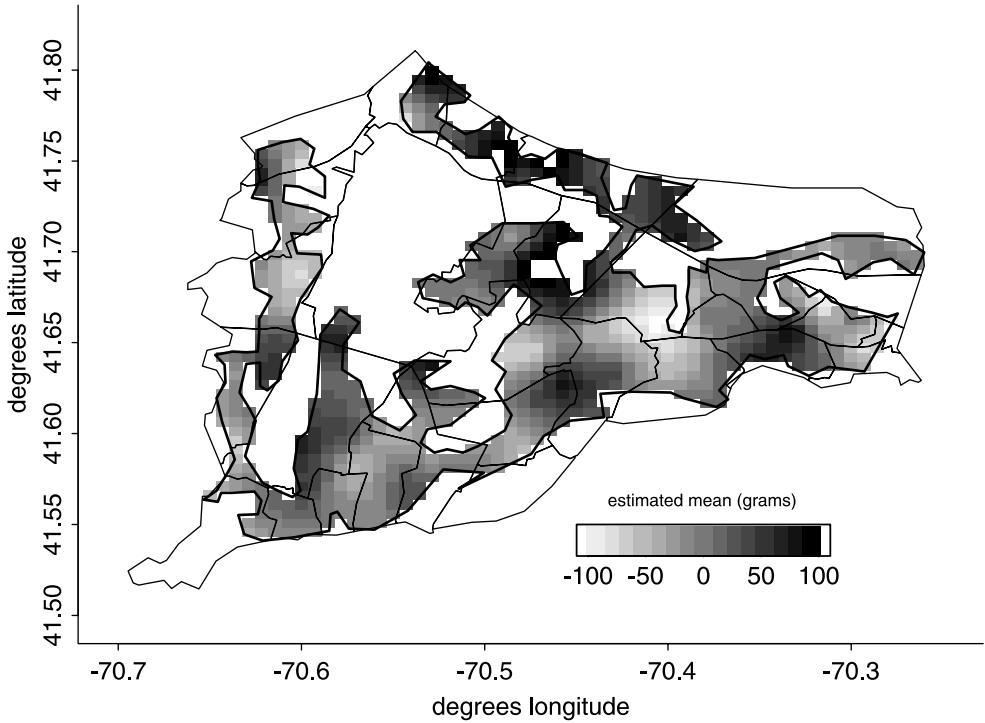 41.80
41.75
41.70
41.65
41.60
41.55
41.50
degrees latitude
estimated mean (grams)
-100 -50 0 50 100
-70.7 -70.6 -70.5 -70.4 -70.3
degrees longitude